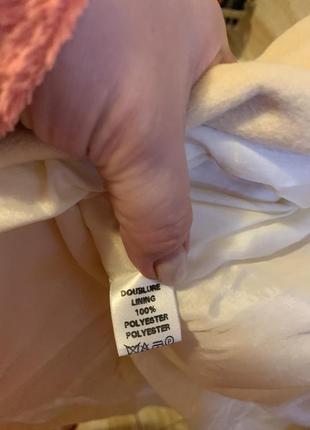 DOUBLURE
LINING
100%
POLYESTER
POLYESTER